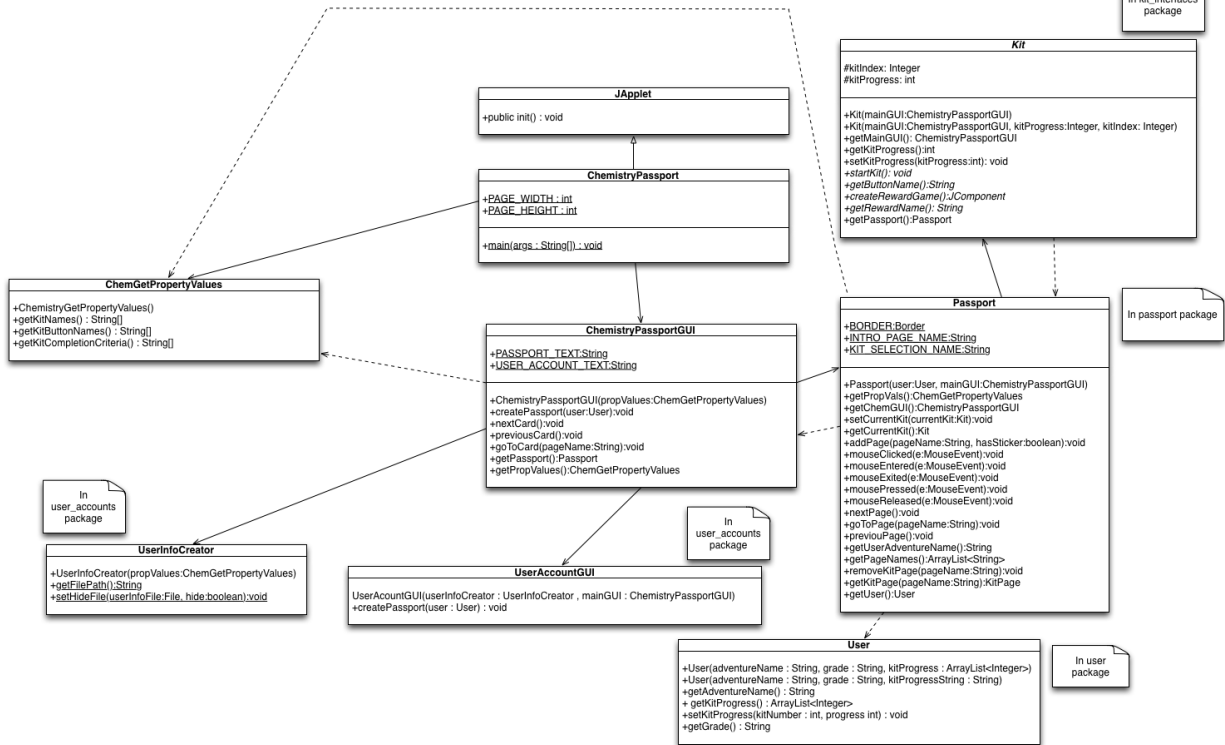 In kit_interfaces
package
Kit
#kitIndex: Integer
#kitProgress: int
+Kit(mainGUI:ChemistryPassportGUI)
+Kit(mainGUI:ChemistryPassportGUI, kitProgress:Integer, kitIndex: Integer)
+getMainGUI(): ChemistryPassportGUI
+getKitProgress():int
+setKitProgress(kitProgress:int): void
+startKit(): void
+getButtonName():String
+createRewardGame():JComponent
+getRewardName(): String
+getPassport():Passport
JApplet
+public init() : void
ChemistryPassport
+PAGE_WIDTH : int
+PAGE_HEIGHT : int
+main(args : String[]) : void
ChemGetPropertyValues
+ChemistryGetPropertyValues()
+getKitNames() : String[]
+getKitButtonNames() : String[]
+getKitCompletionCriteria() : String[]
ChemistryPassportGUI
+PASSPORT_TEXT:String
+USER_ACCOUNT_TEXT:String
+ChemistryPassportGUI(propValues:ChemGetPropertyValues)
+createPassport(user:User):void
+nextCard():void
+previousCard():void
+goToCard(pageName:String):void
+getPassport():Passport
+getPropValues():ChemGetPropertyValues
Passport
+BORDER:Border
+INTRO_PAGE_NAME:String
+KIT_SELECTION_NAME:String
+Passport(user:User, mainGUI:ChemistryPassportGUI)
+getPropVals():ChemGetPropertyValues
+getChemGUI():ChemistryPassportGUI
+setCurrentKit(currentKit:Kit):void
+getCurrentKit():Kit
+addPage(pageName:String, hasSticker:boolean):void
+mouseClicked(e:MouseEvent):void
+mouseEntered(e:MouseEvent):void
+mouseExited(e:MouseEvent):void
+mousePressed(e:MouseEvent):void
+mouseReleased(e:MouseEvent):void
+nextPage():void
+goToPage(pageName:String):void
+previouPage():void
+getUserAdventureName():String
+getPageNames():ArrayList<String>
+removeKitPage(pageName:String):void
+getKitPage(pageName:String):KitPage
+getUser():User
In passport package
In
user_accounts
package
UserInfoCreator
+UserInfoCreator(propValues:ChemGetPropertyValues)
+getFilePath():String
+setHideFile(userInfoFile:File, hide:boolean):void
In
user_accounts
package
UserAccountGUI
UserAcountGUI(userInfoCreator : UserInfoCreator , mainGUI : ChemistryPassportGUI)
+createPassport(user : User) : void
User
+User(adventureName : String, grade : String, kitProgress : ArrayList<Integer>)
+User(adventureName : String, grade : String, kitProgressString : String)
+getAdventureName() : String
+ getKitProgress() : ArrayList<Integer>
+setKitProgress(kitNumber : int, progress int) : void
+getGrade() : String
In user
package